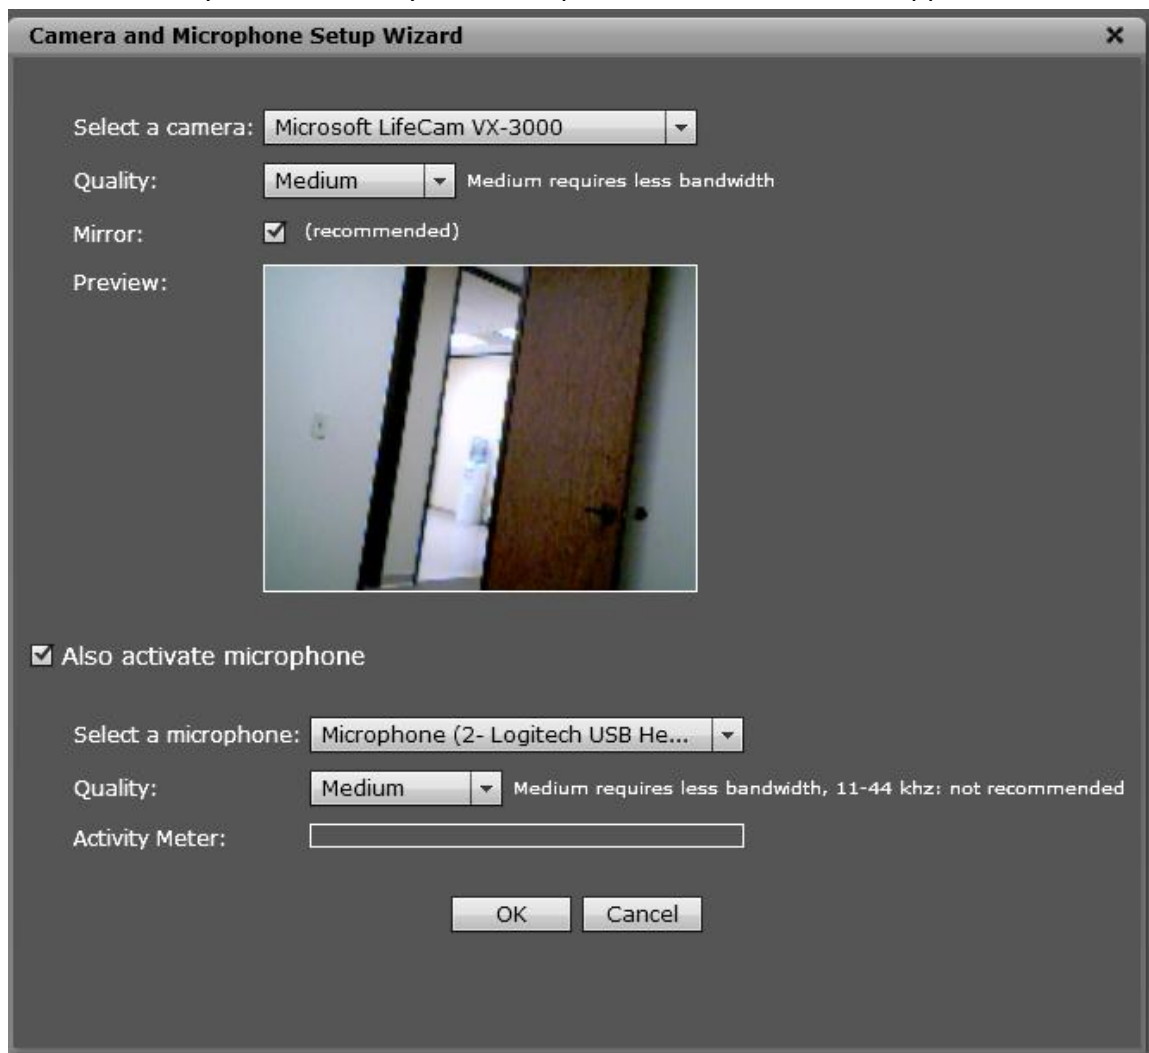 Camera and Microphone Setup Wizard
Select a camera: Microsoft LifeCam VX-3000
Quality: Medium Medium requires less bandwidth
Mirror: (recommended)
Preview:
Also activate microphone
Select a microphone: Microphone (2- Logitech USB He...
Quality: Medium Medium requires less bandwidth, 11-44 khz: not recommended
Activity Meter:
OK Cancel